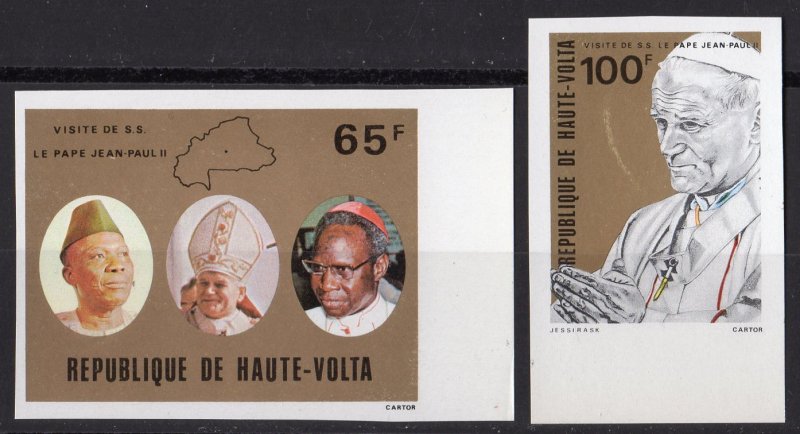 VISITE DE S.S.
LE PAPE JEAN-PAUL II
65F
REPUBLIQUE DE HAUTE-VOLTA
CARTOR
VISITE DE S.S. LE PAPE JEAN-PAUL II
100F
REPUBLIQUE DE HAUTE-VOLTA
JESSIRASK
CARTOR